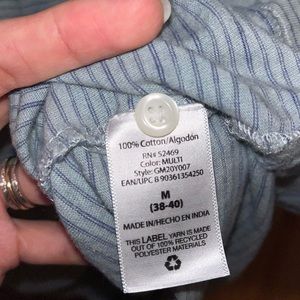 100% Cotton/Algodón
RN# 52469
Color: MULTI
Style: GM20Y007
EAN/UPC 8 90361354250
M
(38-40)
MADE IN/HECHO EN INDIA
THIS LABEL YARN IS MADE
OUT OF 100% RECYCLED
POLYESTER MATERIALS